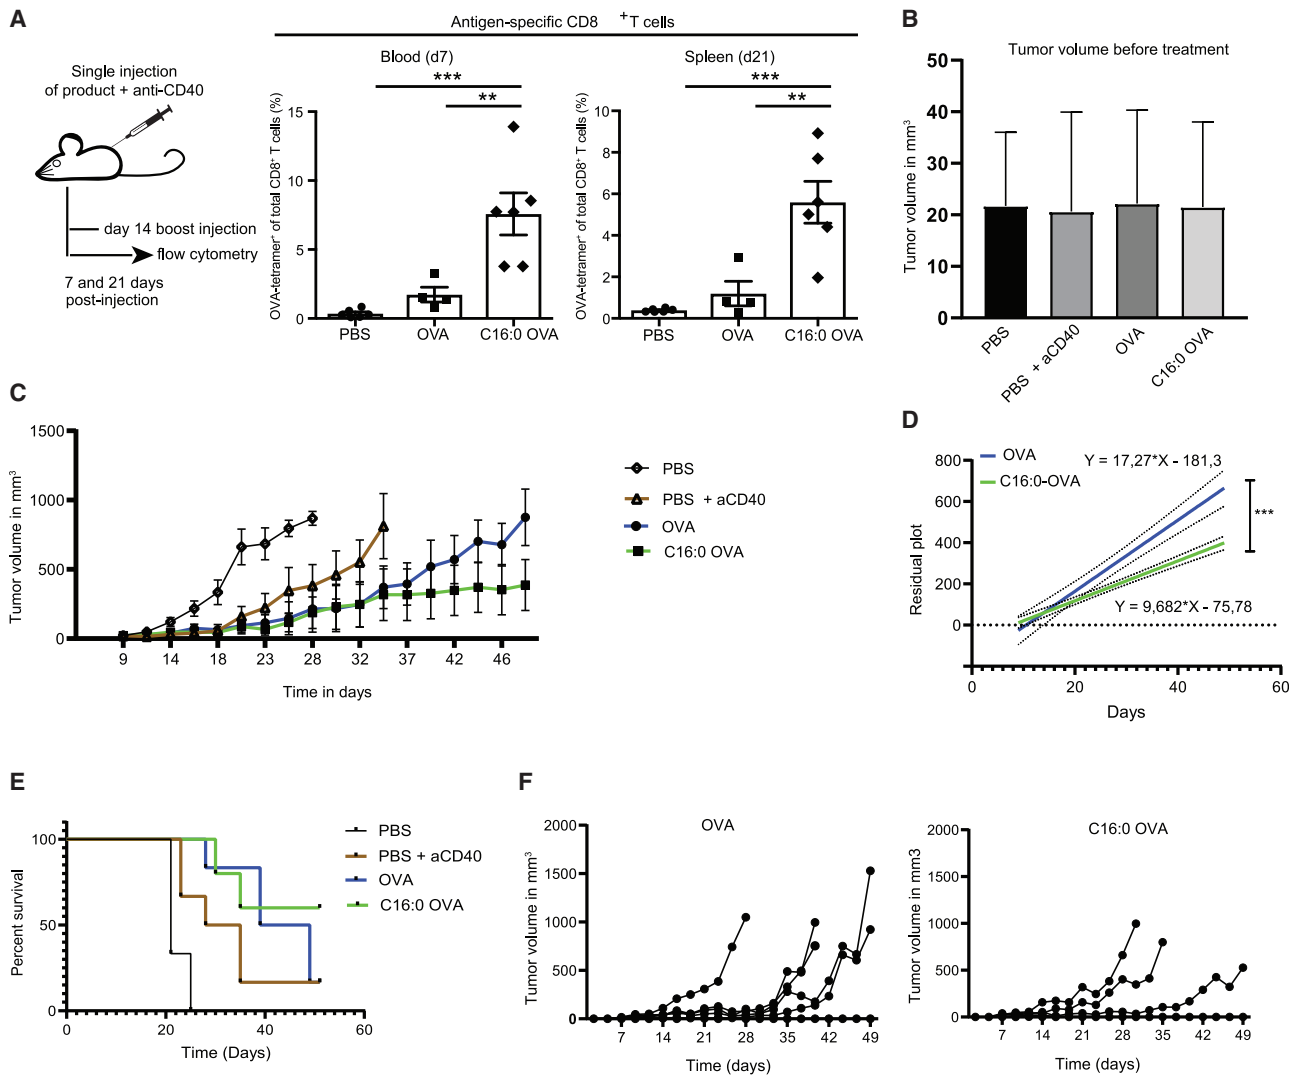 A
Antigen-specific CD8 +T cells
Single injection
of product + anti-CD40
day 14 boost injection
flow cytometry
7 and 21 days
post-injection
Blood (d7)
***
**
OVA-tetramer+ of total CD8+ T cells (%)
15
10
5
0
PBS
OVA
C16:0 OVA
Spleen (d21)
***
**
OVA-tetramer+ of total CD8+ T cells (%)
10
8
6
4
2
0
PBS
OVA
C16:0 OVA
B
Tumor volume before treatment
Tumor volume in mm³
50
40
30
20
10
0
PBS
PBS + aCD40
OVA
C16:0 OVA
C
Tumor volume in mm³
1500
1000
500
0
9 14 18 23 28 32 37 42 46
Time in days
PBS
PBS + aCD40
OVA
C16:0 OVA
D
OVA
C16:0-OVA
Y = 17,27*X - 181,3
***
Y = 9,682*X - 75,78
Residual plot
800
600
400
200
0
0 20 40 60
Days
E
Percent survival
100
50
0
0 20 40 60
Time (Days)
PBS
PBS + aCD40
OVA
C16:0 OVA
F
OVA
Tumor volume in mm³
2000
1500
1000
500
0
7 14 21 28 35 42 49
Time (days)
C16:0 OVA
Tumor volume in mm3
2000
1500
1000
500
0
7 14 21 28 35 42 49
Time (days)